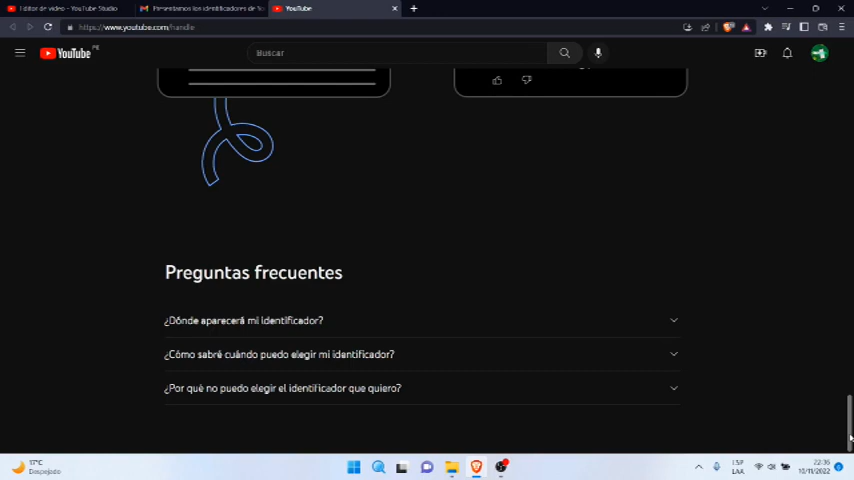 Editor de video - YouTube Studio
Presentamos los identificadores de Yo
YouTube
https://www.youtube.com/handle
YouTube PE
Buscar
Preguntas frecuentes
¿Dónde aparecerá mi identificador?
¿Cómo sabré cuándo puedo elegir mi identificador?
¿Por qué no puedo elegir el identificador que quiero?
17°C
Despejado
ESP
LAA
22:36
10/11/2022